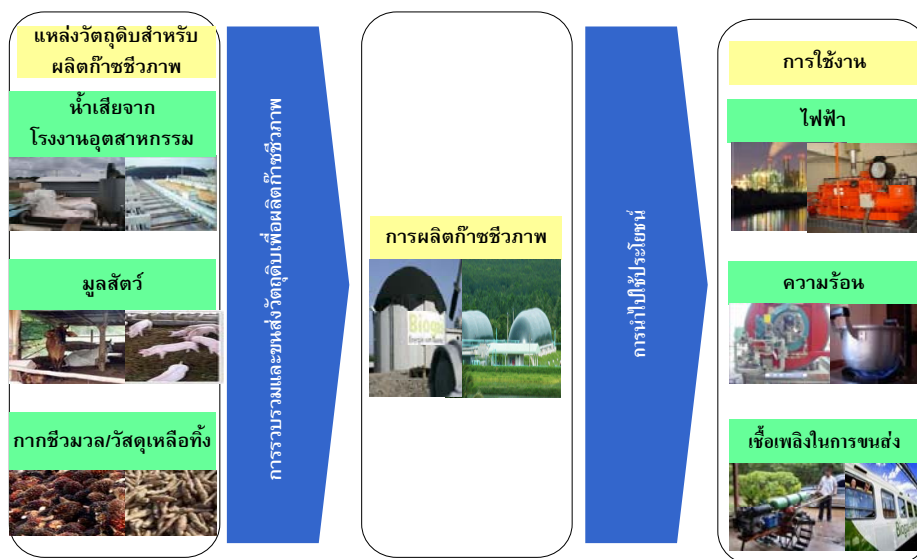 แหล่งวัตถุดิบสำหรับ
ผลิตก๊าซชีวภาพ
น้ำเสียจาก
โรงงานอุตสาหกรรม
มูลสัตว์
กากชีวมวล/วัสดุเหลือทิ้ง
การรวบรวมและขนส่งวัตถุดิบเพื่อผลิตก๊าซชีวภาพ
การผลิตก๊าซชีวภาพ
Biogas
การนำไปใช้ประโยชน์
การใช้งาน
ไฟฟ้า
ความร้อน
เชื้อเพลิงในการขนส่ง
Biogas